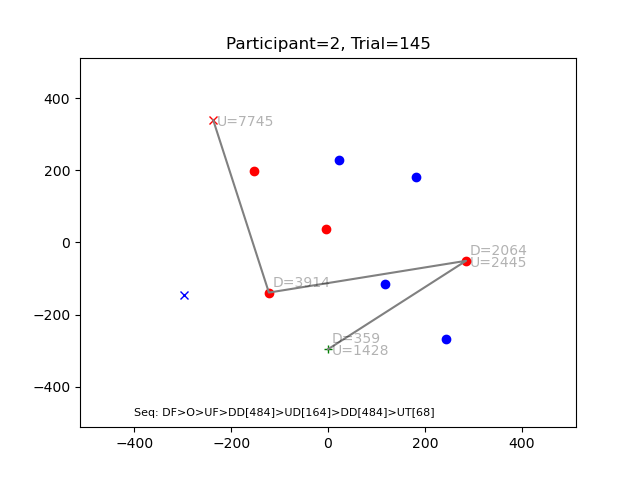 Participant=2, Trial=145
400
200
0
−200
−400
U=7745
D=2064
U=2445
D=3914
D=359
U=1428
Seq: DF>O>UF>DD[484]>UD[164]>DD[484]>UT[68]
−400
−200
0
200
400